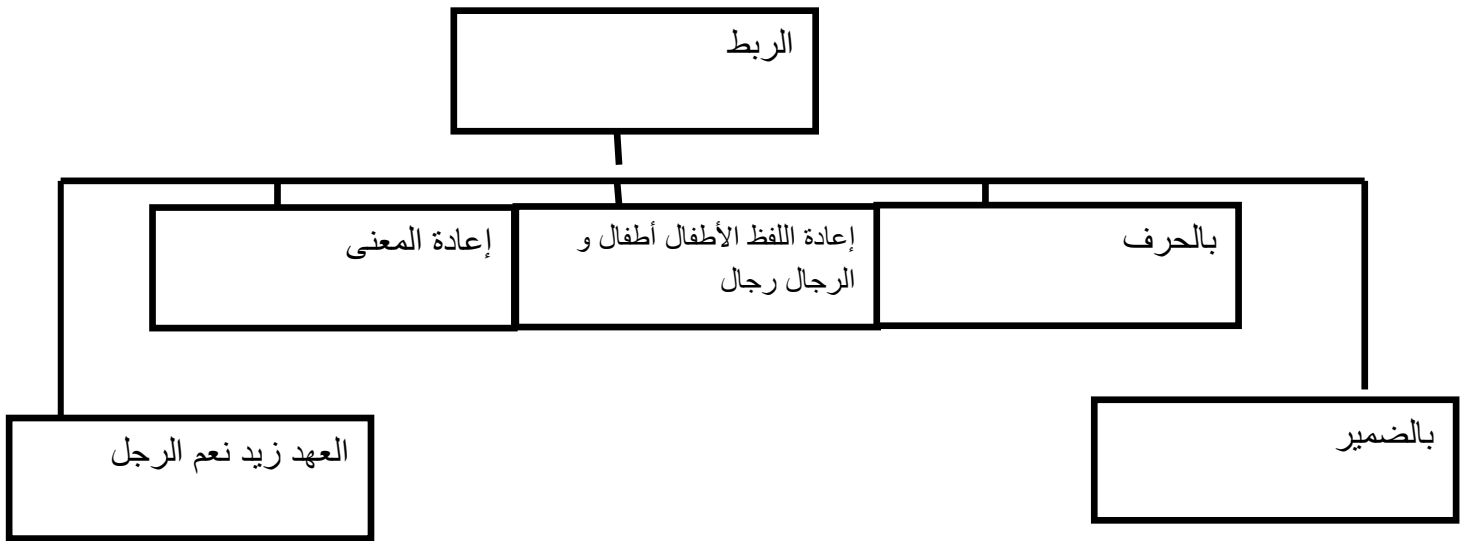 الربط
بالحرف
إعادة اللفظ الأطفال أطفال و
الرجال رجال
إعادة المعنى
بالضمير
العهد زيد نعم الرجل